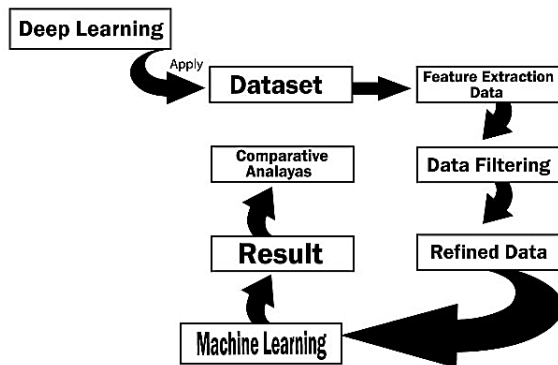 Deep Learning
Apply
Dataset
Feature Extraction
Data
Data Filtering
Refined Data
Machine Learning
Result
Comparative
Analayas